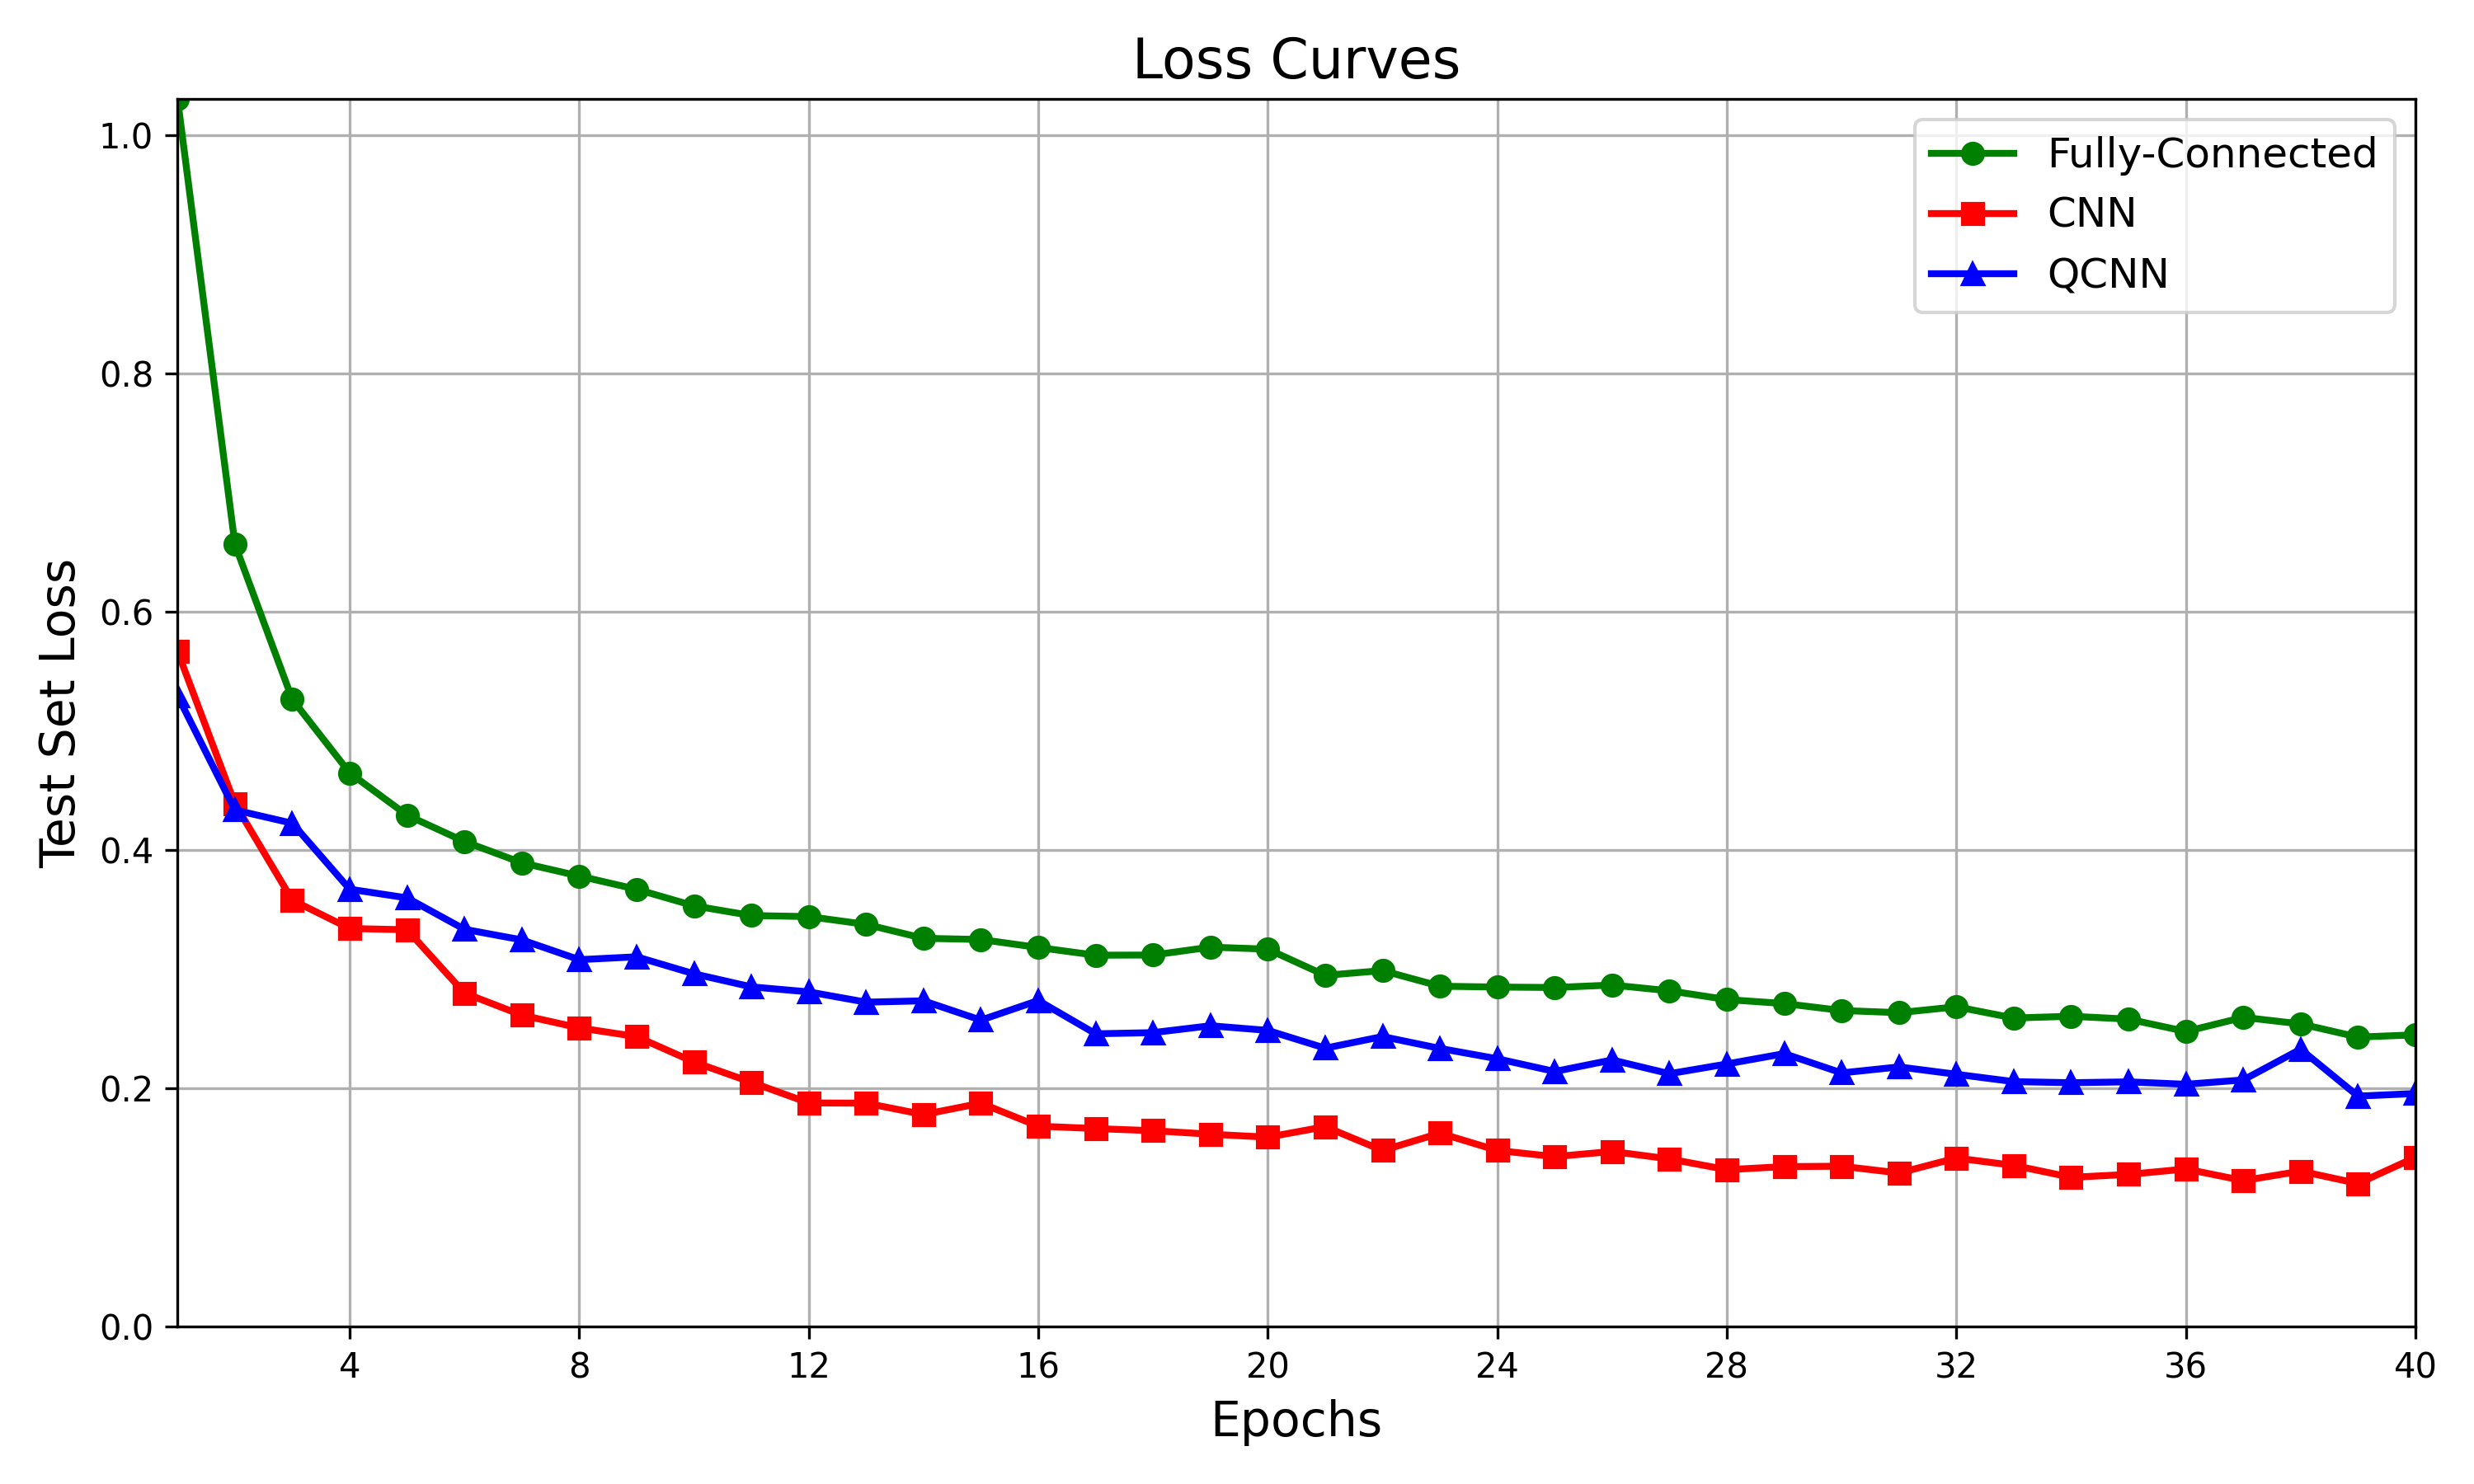 Loss Curves
Fully-Connected
CNN
QCNN
Test Set Loss
1.0
0.8
0.6
0.4
0.2
0.0
4 8 12 16 20 24 28 32 36 40
Epochs